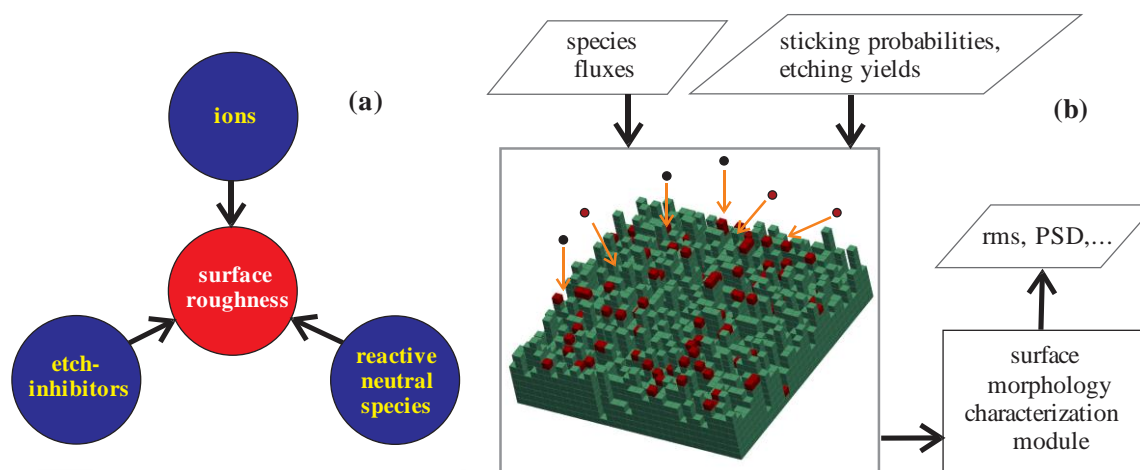 (a)
ions
surface
roughness
etch-
inhibitors
reactive
neutral
species
species
fluxes
sticking probabilities,
etching yields
(b)
rms, PSD,...
surface
morphology
characterization
module